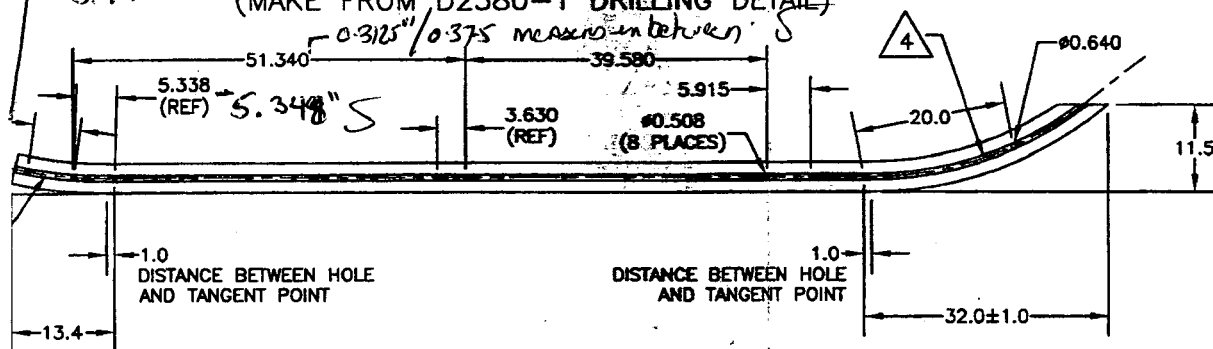 (MAKE FROM D2580-1 DRILLING DETAIL)
0.3125"/0.375 measures in between S
51.340
39.580
4
ø0.640
5.338
(REF)
5.348" S
5.915
3.630
(REF)
ø0.508
(8 PLACES)
20.0
11.5
1.0
DISTANCE BETWEEN HOLE
AND TANGENT POINT
1.0
DISTANCE BETWEEN HOLE
AND TANGENT POINT
13.4
32.0±1.0